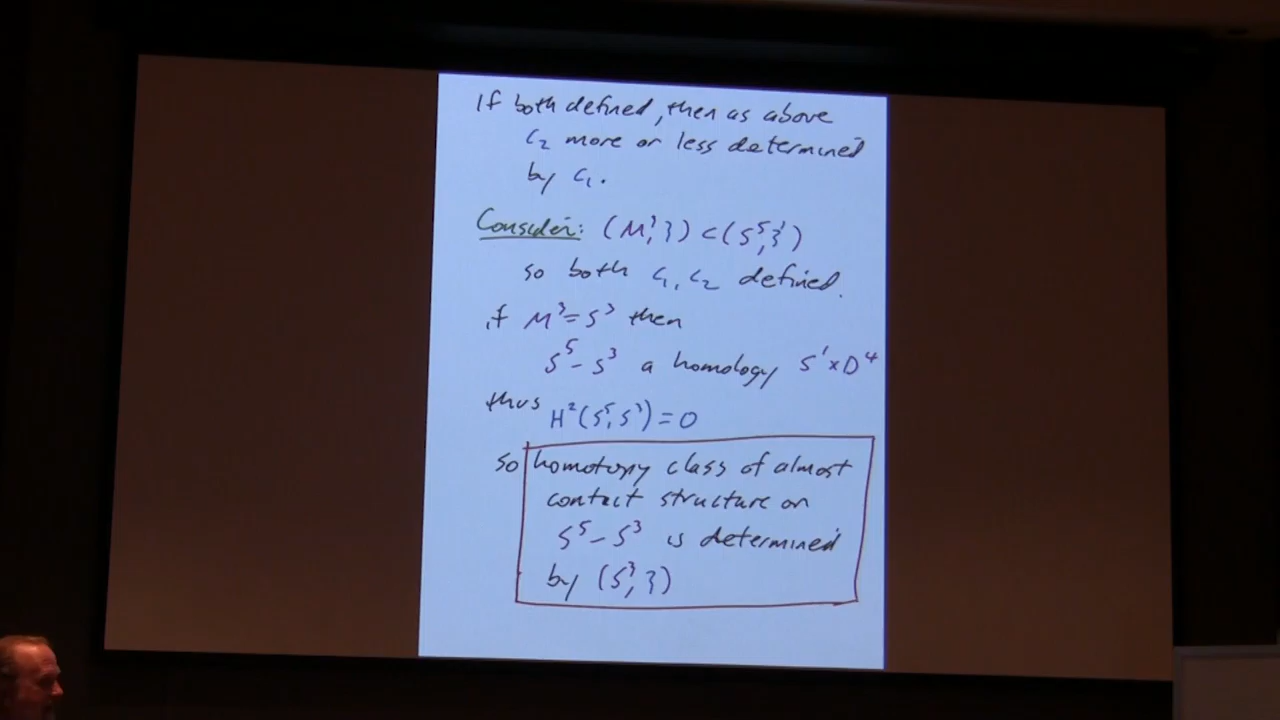 If both defined, then as above
c₂ more or less determined
by c₁.
Consider: (M³, ξ) ⊂ (S⁵, ξ')
so both c₁, c₂ defined.
if M³ = S³ then
S⁵ - S³ a homology S¹ × D⁴
thus H²(S⁵, S³) = 0
so homotopy class of almost
contact structure on
S⁵ - S³ is determined
by (S³, ξ)